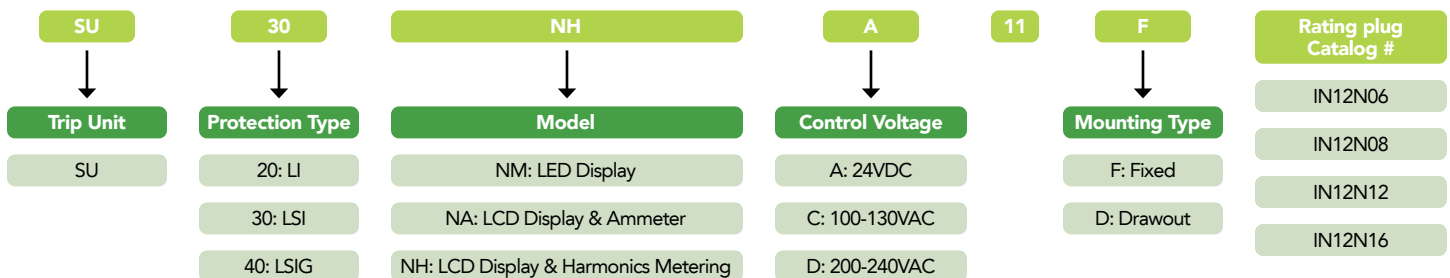 SU 30 NH A 11 F Rating plug
Catalog #
IN12N06
Trip Unit Protection Type Model Control Voltage Mounting Type
IN12N08
SU 20: LI NM: LED Display A: 24VDC F: Fixed
IN12N12
30: LSI NA: LCD Display & Ammeter C: 100-130VAC D: Drawout
IN12N16
40: LSIG NH: LCD Display & Harmonics Metering D: 200-240VAC